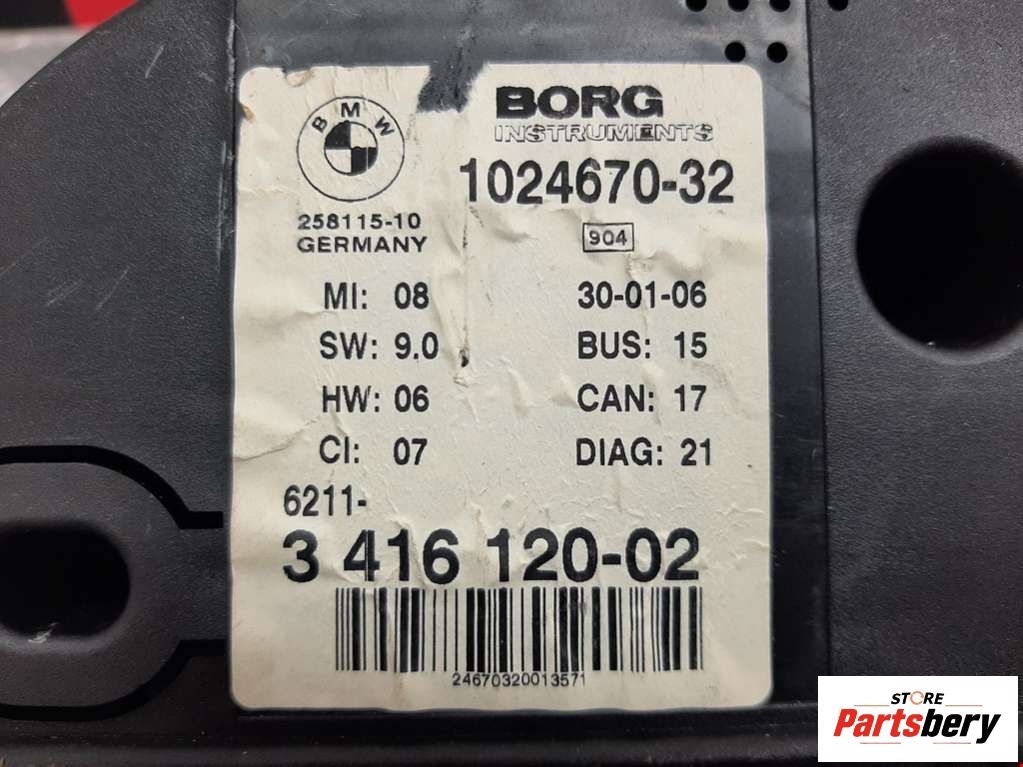 BMW
BORG
INSTRUMENTS
1024670-32
258115-10
GERMANY
904
MI: 08
30-01-06
SW: 9.0
BUS: 15
HW: 06
CAN: 17
CI: 07
DIAG: 21
6211-
3 416 120-02
24670320013571
STORE
Partsbery